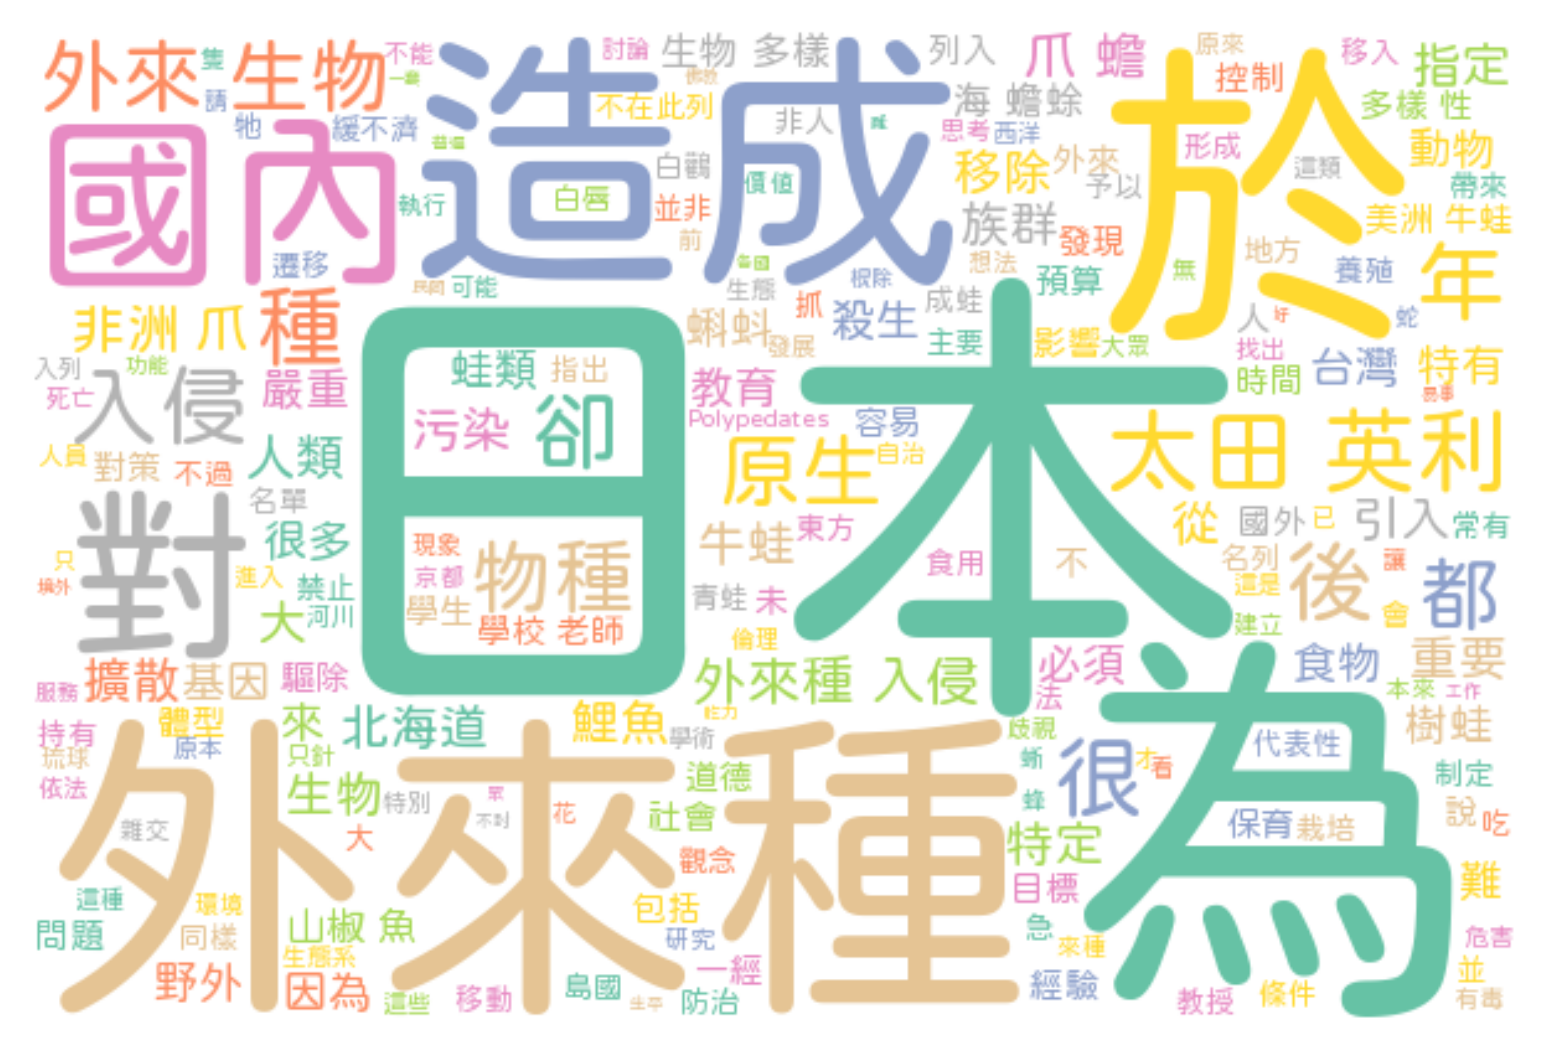 外來 生物
國內
造成
於
日本
外來種
為
隻
不能
討論
生物 多樣
列入
爪 蟾
原來
控制
移入
指定
請
牠
緩不濟
不在此列
非人
海 蟾蜍
思考
西洋
多樣 性
動物
形成
這類
帶來
白鸛
價值
移除
外來
予以
執行
白唇
並非
前
族群
發現
美洲 牛蛙
遷移
想法
地方
養殖
年
可能
生態
根除
預算
無
非洲 爪
種
抓
殺生
成蛙
蝌蚪
發展
主要
影響
大眾
人
好
蛇
找出
入列
功能
死亡
入侵
嚴重
蛙類
指出
教育
時間
台灣
特有
易事
污染
卻
Polypedates
容易
原生
自治
太田 英利
人員
對策
不過
人類
名單
對
很多
牛蛙
東方
從
國外
已
引入
常有
只
境外
進入
禁止
現象
京都
物種
食用
不
名列
這是
後
讓
都
大
河川
學生
學校 老師
青蛙
未
倫理
建立
會
擴散
基因
驅除
外來種 入侵
必須
法
食物
重要
服務
本來
工作
持有
體型
來
北海道
鯉魚
學術
歧視
樹蛙
琉球
原本
只針
很
才
看
代表性
依法
生物
特別
道德
蜥
制定
雜交
大
花
社會
蜂
保育
栽培
說
吃
觀念
特定
這種
環境
目標
難
問題
同樣
山椒 魚
包括
研究
急
來種
生態系
危害
野外
因為
這些
移動
島國
一經
防治
經驗
教授
條件
並
有毒